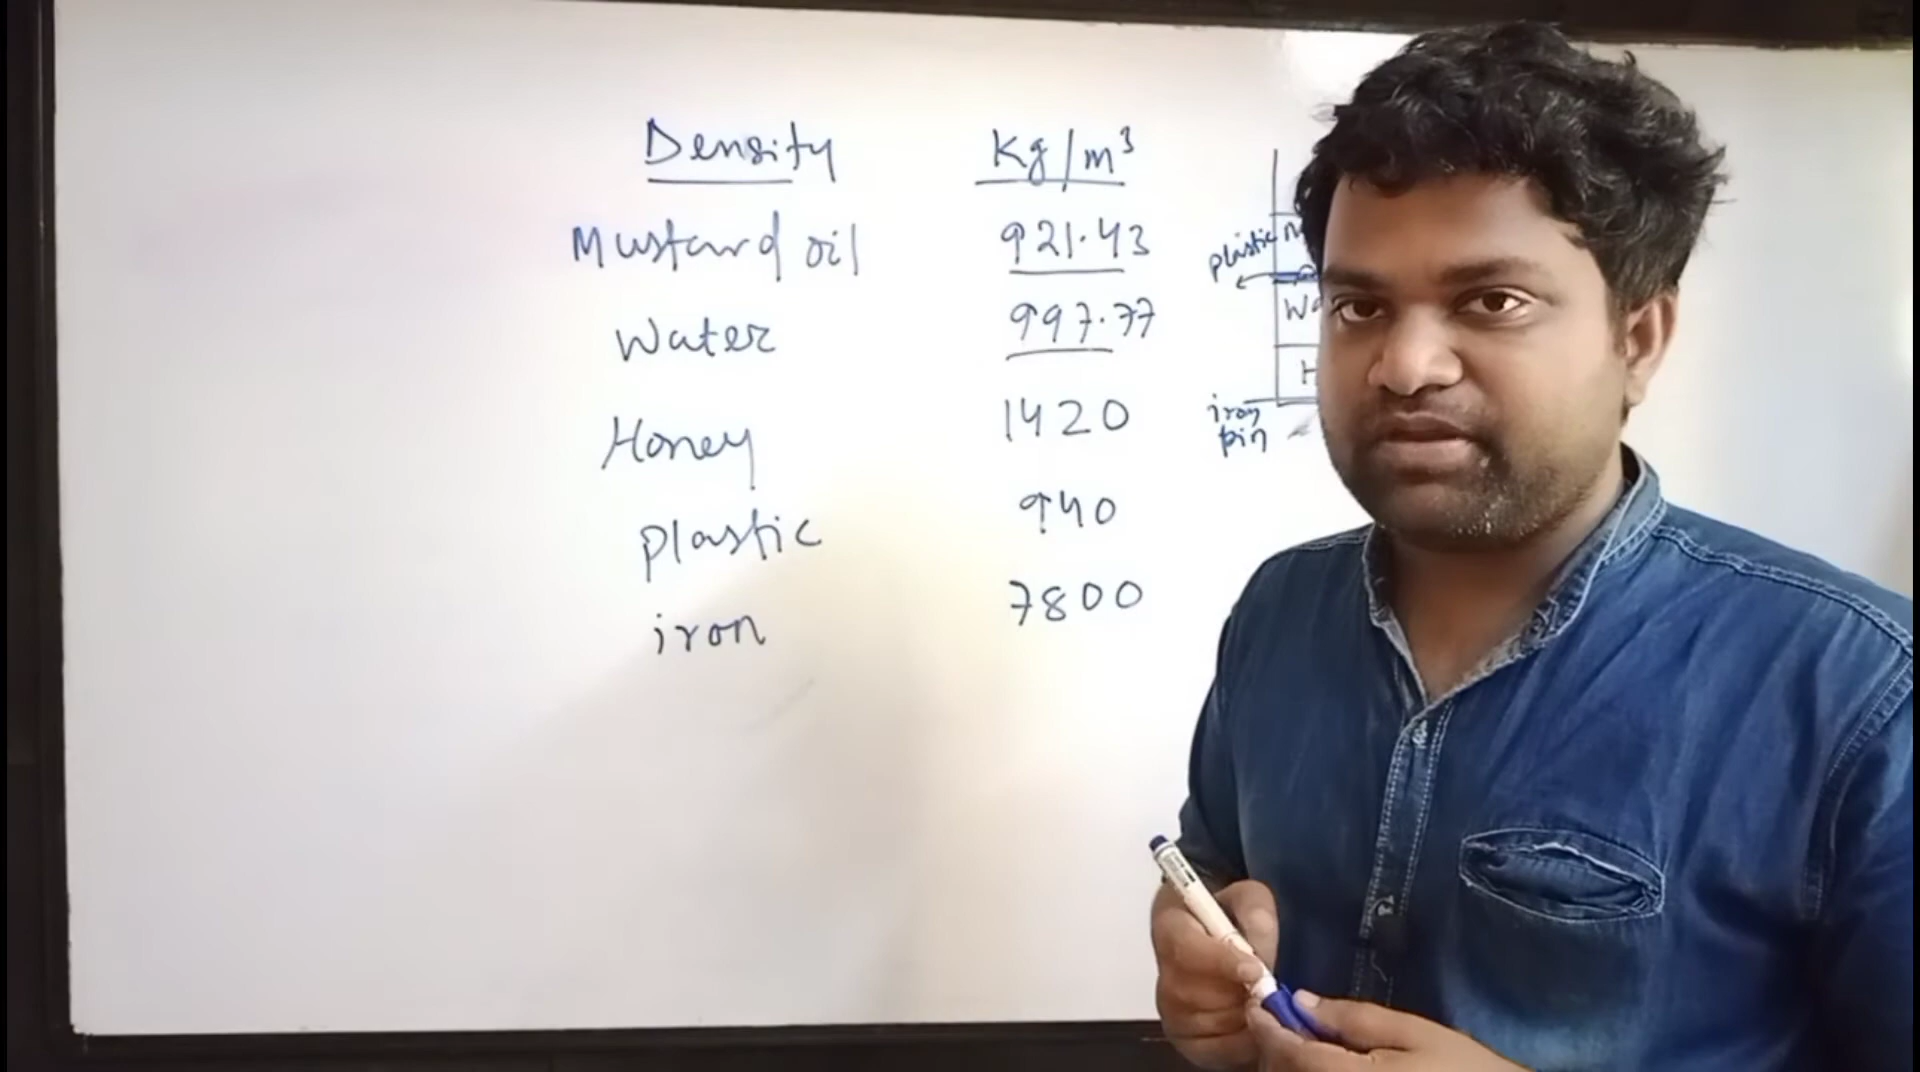 Density Kg/m³
Mustard oil 921.43
Water 997.77
Honey 1420
plastic 940
iron 7800
plastic
iron
pin